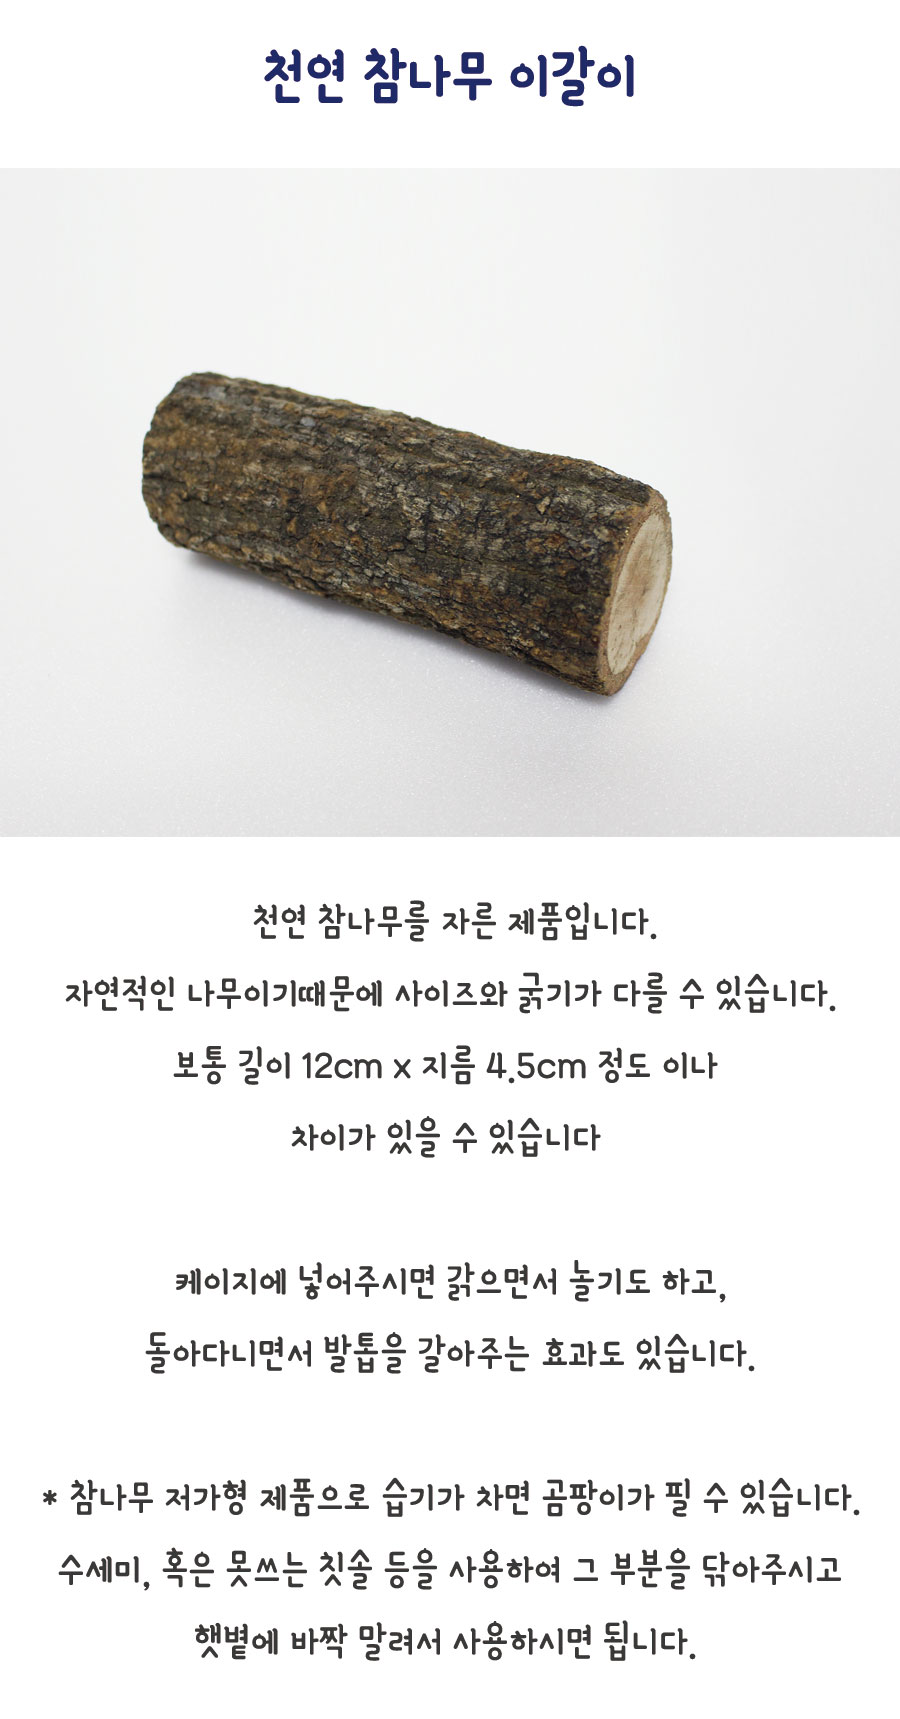 천연 참나무 이갈이
천연 참나무를 자른 제품입니다.
자연적인 나무이기때문에 사이즈와 굵기가 다를 수 있습니다.
보통 길이 12cm x 지름 4.5cm 정도 이나
차이가 있을 수 있습니다
케이지에 넣어주시면 갉으면서 놀기도 하고,
돌아다니면서 발톱을 갈아주는 효과도 있습니다.
* 참나무 저가형 제품으로 습기가 차면 곰팡이가 필 수 있습니다.
수세미, 혹은 못쓰는 칫솔 등을 사용하여 그 부분을 닦아주시고
햇볕에 바짝 말려서 사용하시면 됩니다.